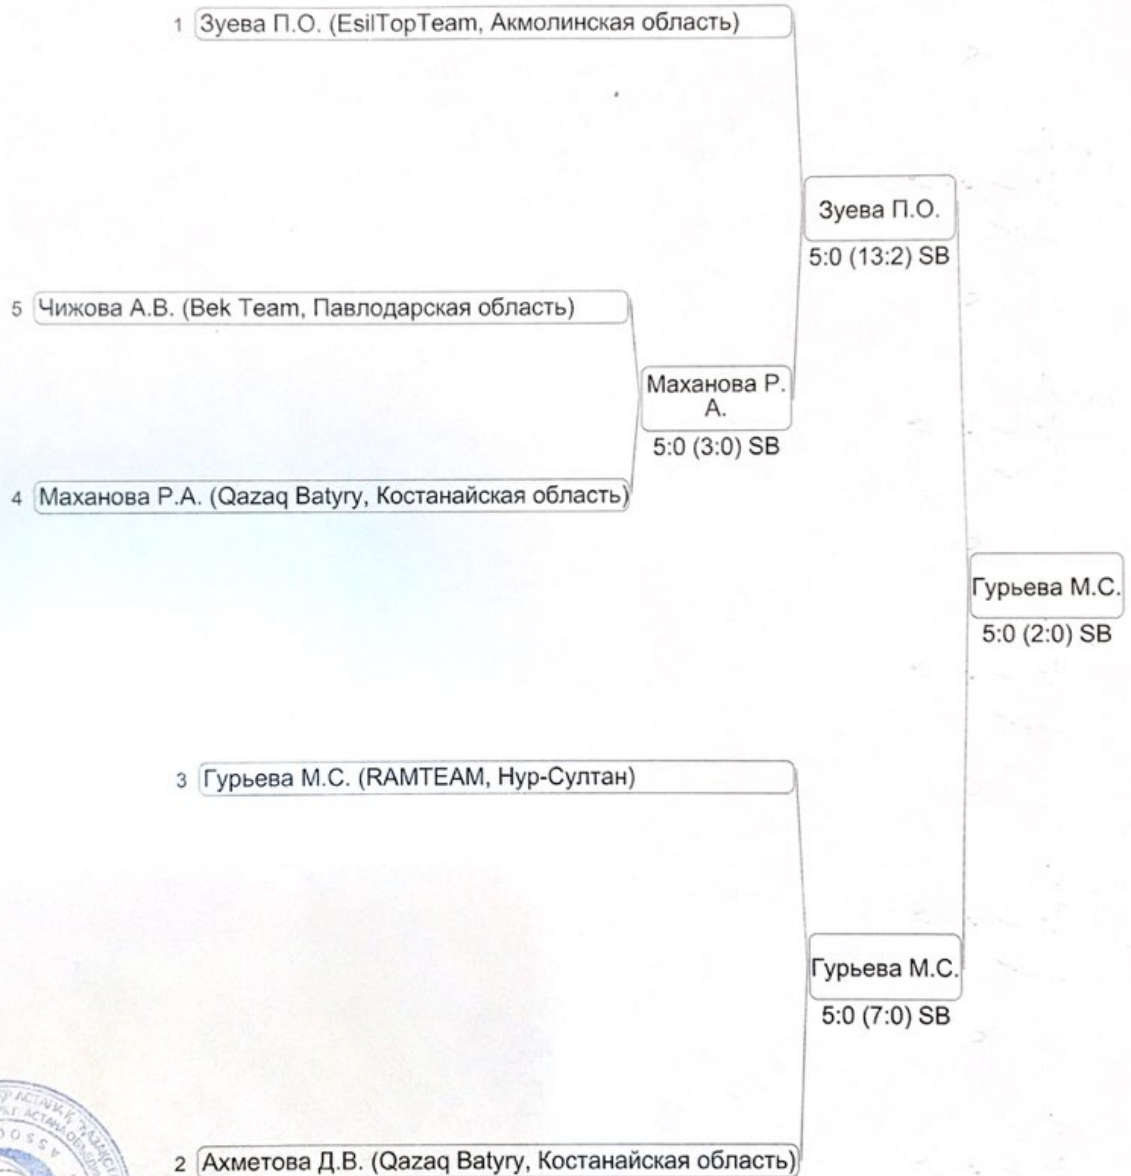 1 Зуева П.О. (EsilTopTeam, Акмолинская область)
Зуева П.О.
5:0 (13:2) SB
5 Чижова А.В. (Bek Team, Павлодарская область)
Маханова Р.
А.
5:0 (3:0) SB
4 Маханова Р.А. (Qazaq Batyry, Костанайская область)
Гурьева М.С.
5:0 (2:0) SB
3 Гурьева М.С. (RAMTEAM, Нур-Султан)
Гурьева М.С.
5:0 (7:0) SB
2 Ахметова Д.В. (Qazaq Batyry, Костанайская область)